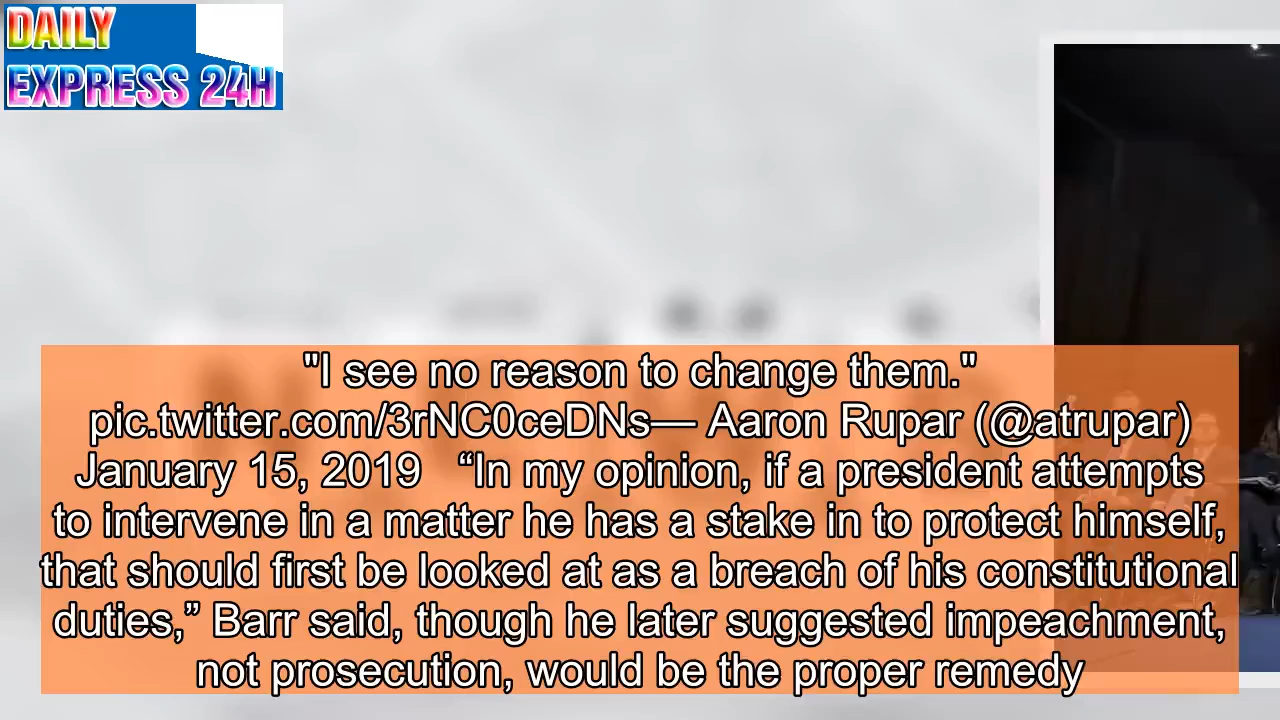 DAILY
EXPRESS 24H
"I see no reason to change them."
pic.twitter.com/3rNC0ceDNs— Aaron Rupar (@atrupar)
January 15, 2019   “In my opinion, if a president attempts
to intervene in a matter he has a stake in to protect himself,
that should first be looked at as a breach of his constitutional
duties,” Barr said, though he later suggested impeachment,
not prosecution, would be the proper remedy